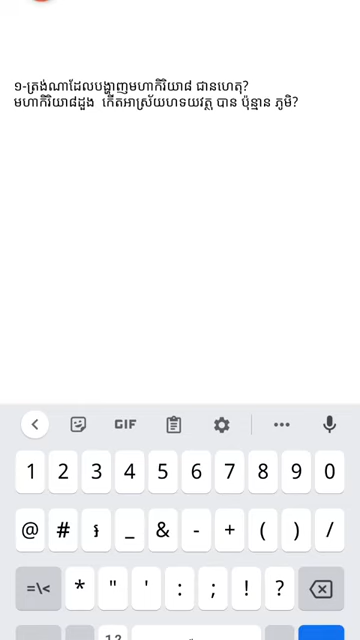 ១-ត្រង់ណាដែលបង្ហាញមហាកិរិយា៨ ជានហេតុ?
មហាកិរិយា៨ដួង កើតអាស្រ័យហទយវត្ថុ បាន ប៉ុន្មាន ភូមិ?
GIF
1 2 3 4 5 6 7 8 9 0
@ # ៛ _ & - + ( ) /
=\< * " ' : ; ! ?